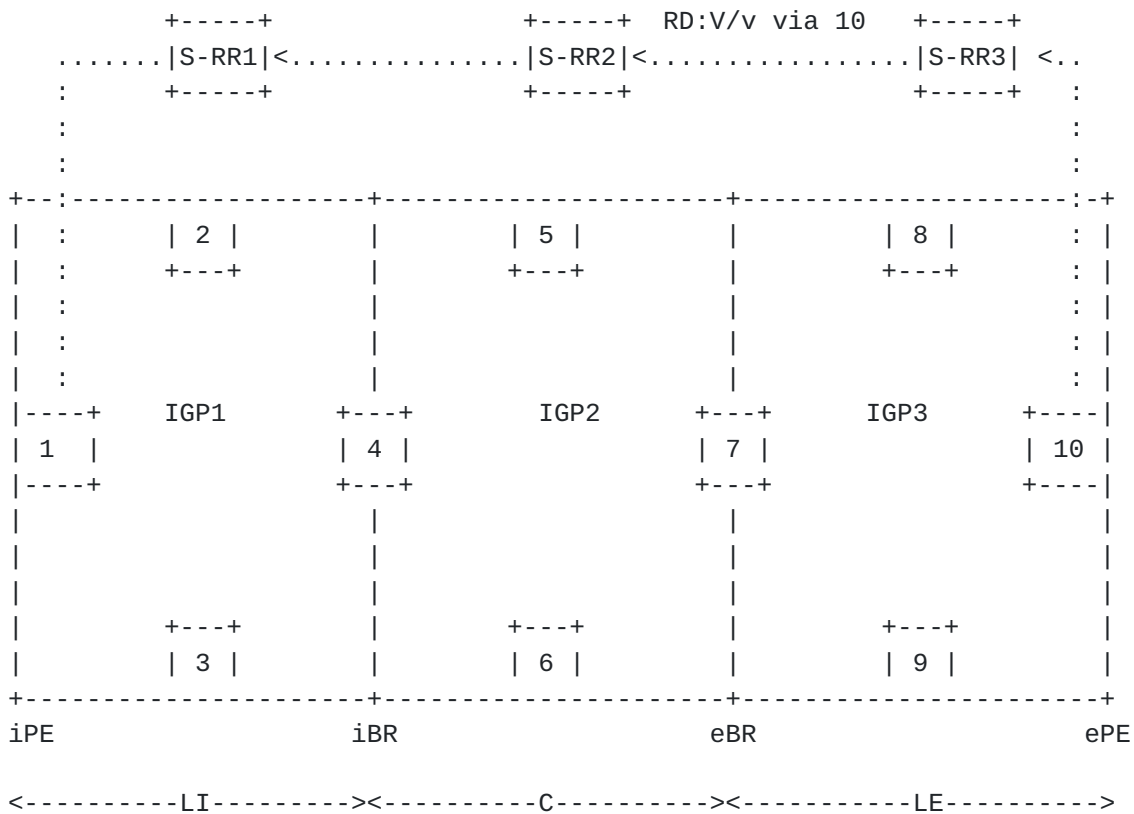 +-----+                 +-----+  RD:V/v via 10   +-----+
    .......|S-RR1|<...............|S-RR2|<.................|S-RR3| <..
    :       +-----+                 +-----+                  +-----+   :
    :                                                                  :
    :                                                                  :
+--:-------------------+----------------------+----------------------:-+
|  :       | 2 |        |        | 5 |         |         | 8 |        : |
|  :       +---+        |        +---+         |         +---+        : |
|  :                    |                      |                      : |
|  :                    |                      |                      : |
|  :                    |                      |                      : |
|----+    IGP1        +---+       IGP2       +---+      IGP3       +----|
| 1  |                | 4 |                  | 7 |                 | 10 |
|----+                +---+                  +---+                 +----|
|                       |                      |                        |
|                       |                      |                        |
|                       |                      |                        |
|          +---+        |        +---+         |         +---+          |
|          | 3 |        |        | 6 |         |         | 9 |          |
+----------------------+----------------------+-----------------------+
iPE                    iBR                    eBR                     ePE
<----------LI---------><----------C----------><-----------LE---------->